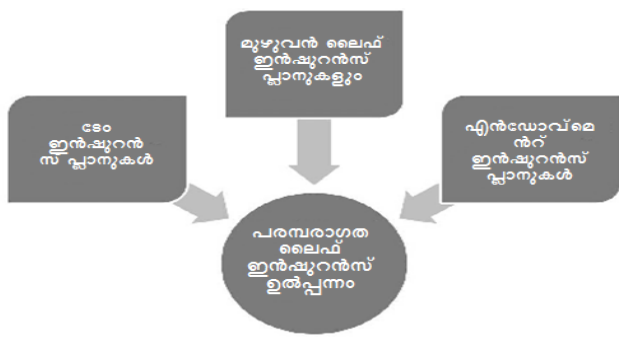 മുഴുവൻ ലൈഫ്
ഇൻഷുറൻസ്
പ്ലാനുകളും
ടേം
ഇൻഷുറൻ
സ് പ്ലാനുകൾ
എൻഡോവ്മെ
ൻറ്
ഇൻഷുറൻസ്
പ്ലാനുകൾ
പരമ്പരാഗത
ലൈഫ്
ഇൻഷുറൻസ്
ഉൽപ്പന്നം